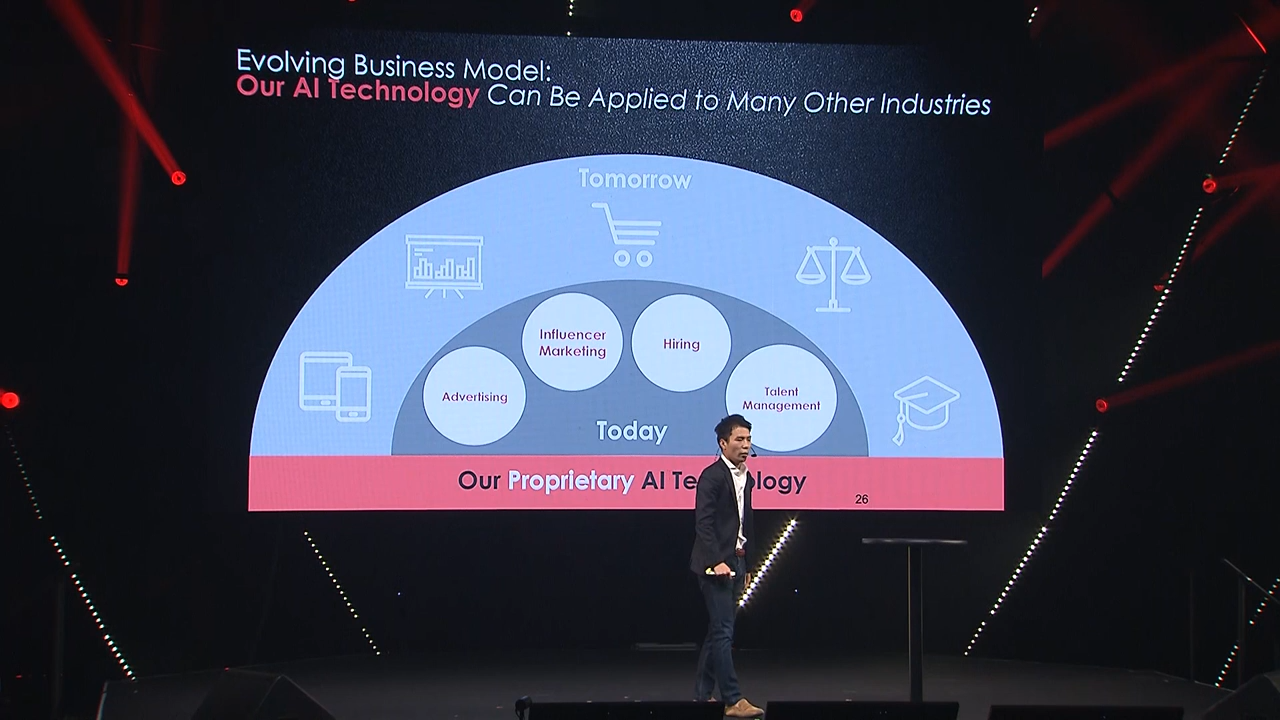 Evolving Business Model:
Our AI Technology Can Be Applied to Many Other Industries
Tomorrow
Influencer
Marketing
Hiring
Advertising
Talent
Management
Today
Our Proprietary AI Te logy
26